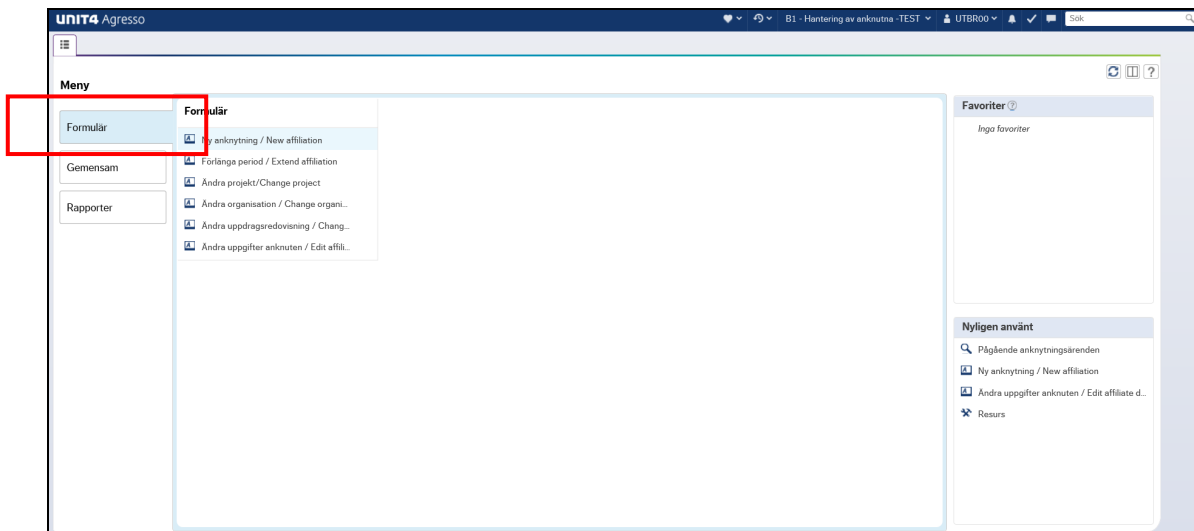 UNIT4 Agresso
B1 - Hantering av anknutna -TEST
UTBR00
Sök
Meny
Formulär
Gemensam
Rapporter
Formulär
Ny anknytning / New affiliation
Förlänga period / Extend affiliation
Ändra projekt/Change project
Ändra organisation / Change organi...
Ändra uppdragsredovisning / Chang...
Ändra uppgifter anknuten / Edit affili...
Favoriter
Inga favoriter
Nyligen använt
Pågående anknytningsärenden
Ny anknytning / New affiliation
Ändra uppgifter anknuten / Edit affiliate d...
Resurs